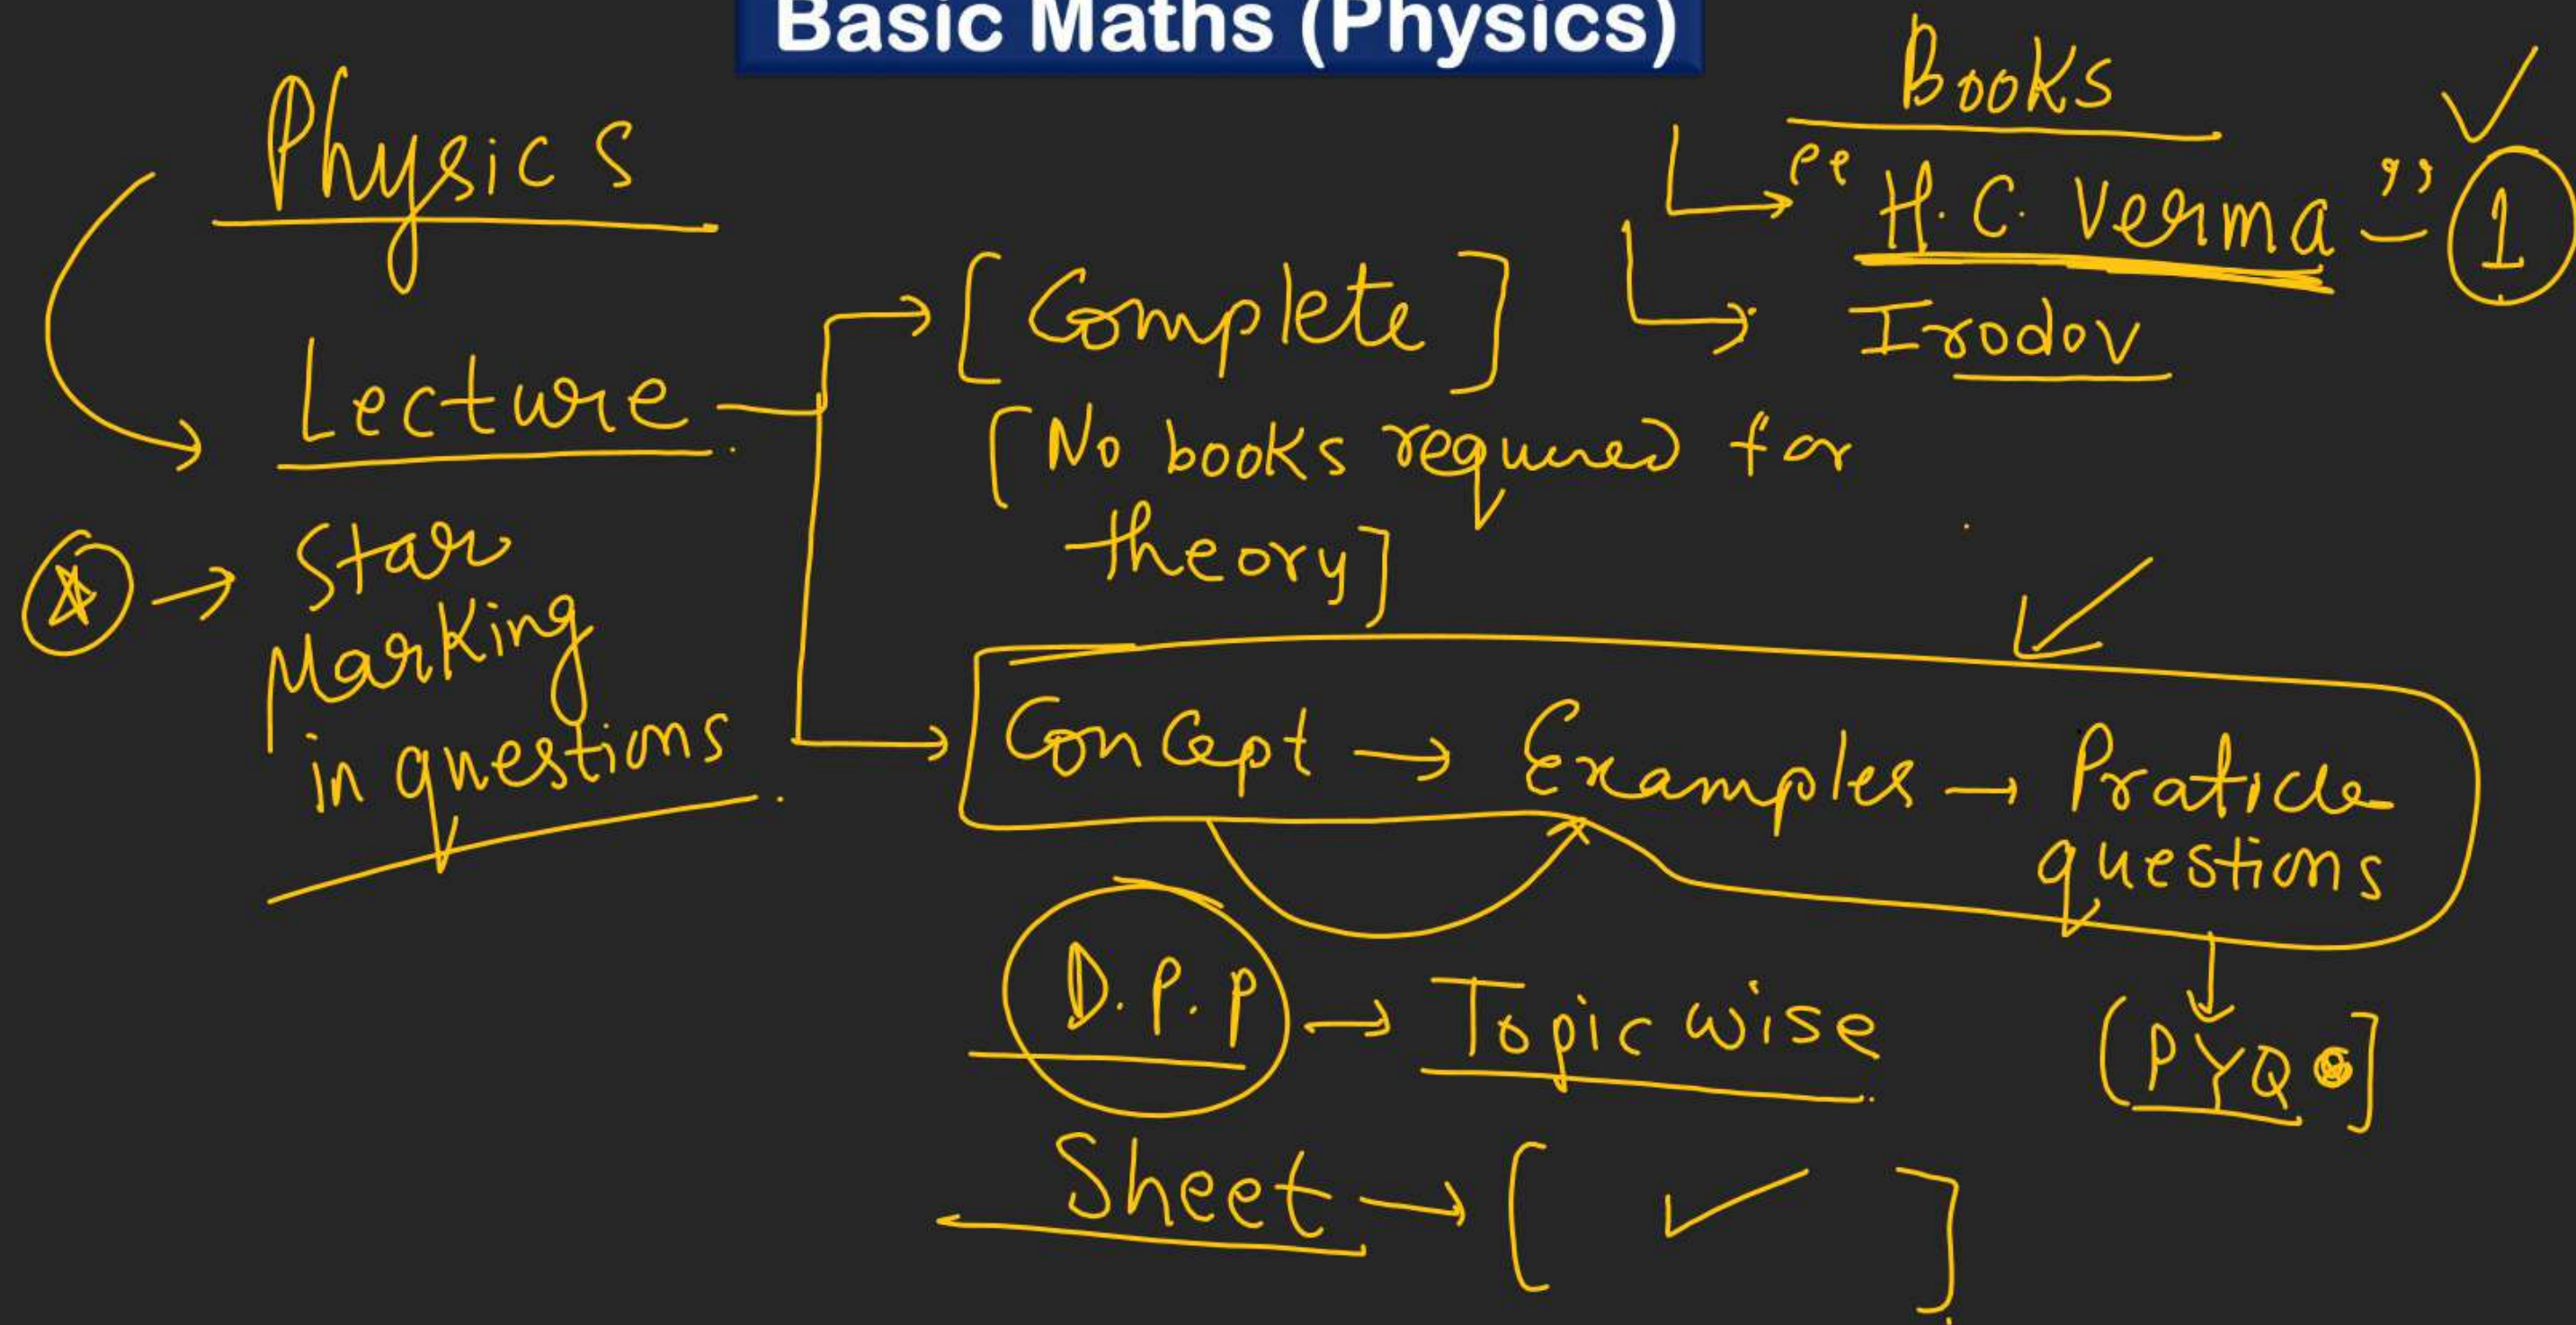 Basic Maths (Physics)
Physics
Lecture
Star
Marking
in questions
[Complete]
[No books required for
theory]
Books
"H.C. Verma" - 1
Irodov
Concept → Examples → Praticle
questions
[PYQ]
D.P.P → Topic wise
Sheet → [ ✓ ]